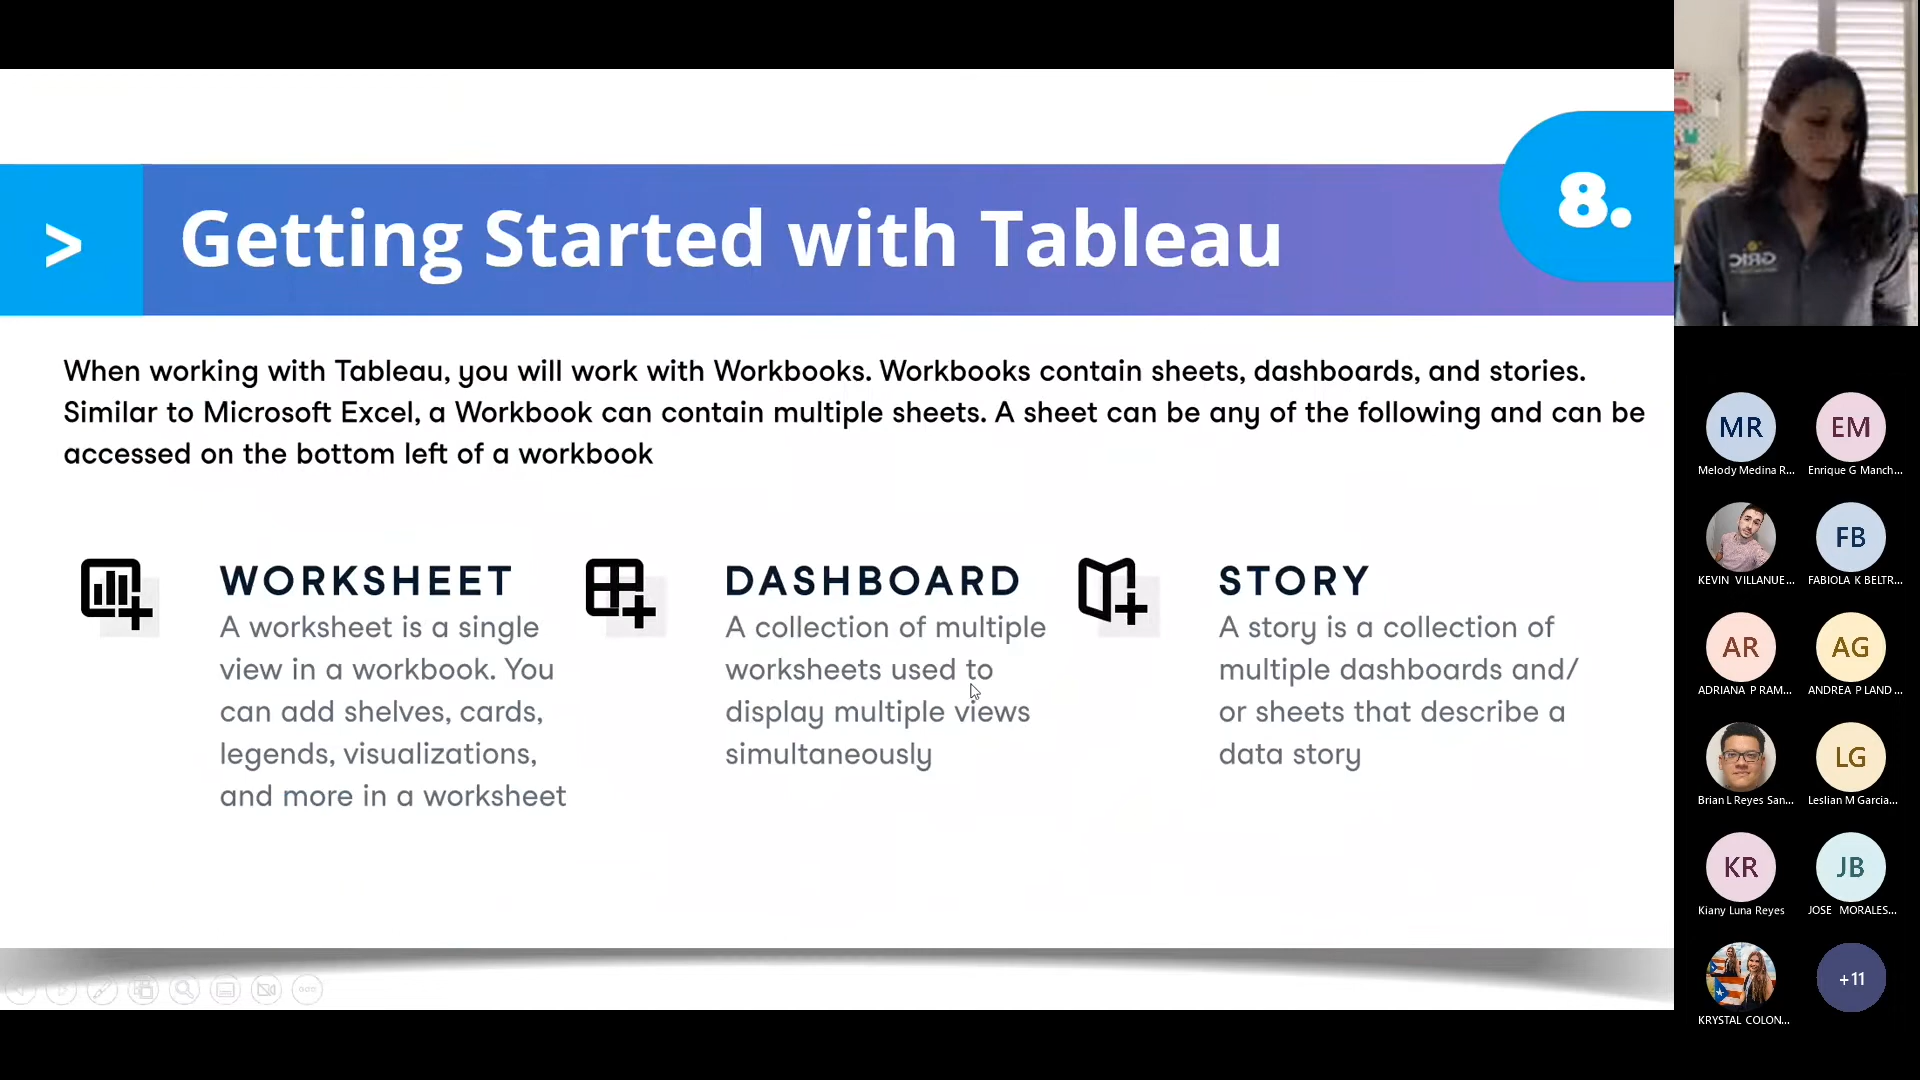 8.
> Getting Started with Tableau
When working with Tableau, you will work with Workbooks. Workbooks contain sheets, dashboards, and stories.
Similar to Microsoft Excel, a Workbook can contain multiple sheets. A sheet can be any of the following and can be
accessed on the bottom left of a workbook
WORKSHEET
A worksheet is a single
view in a workbook. You
can add shelves, cards,
legends, visualizations,
and more in a worksheet
DASHBOARD
A collection of multiple
worksheets used to
display multiple views
simultaneously
STORY
A story is a collection of
multiple dashboards and/
or sheets that describe a
data story
GRIC
MR
Melody Medina R...
EM
Enrique G Manch...
KEVIN VILLANUE...
FB
FABIOLA K BELTR...
AR
ADRIANA P RAM...
AG
ANDREA P LAND...
Brian L Reyes San...
LG
Leslian M Garcia...
KR
Kiany Luna Reyes
JB
JOSE MORALES...
KRYSTAL COLON...
+11